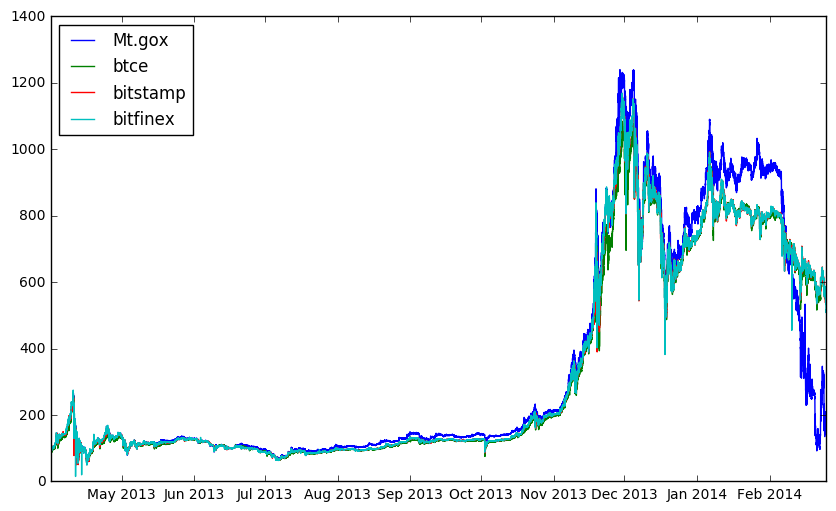 1400
1200
1000
800
600
400
200
0
Mt.gox
btce
bitstamp
bitfinex
May 2013 Jun 2013 Jul 2013 Aug 2013 Sep 2013 Oct 2013 Nov 2013 Dec 2013 Jan 2014 Feb 2014